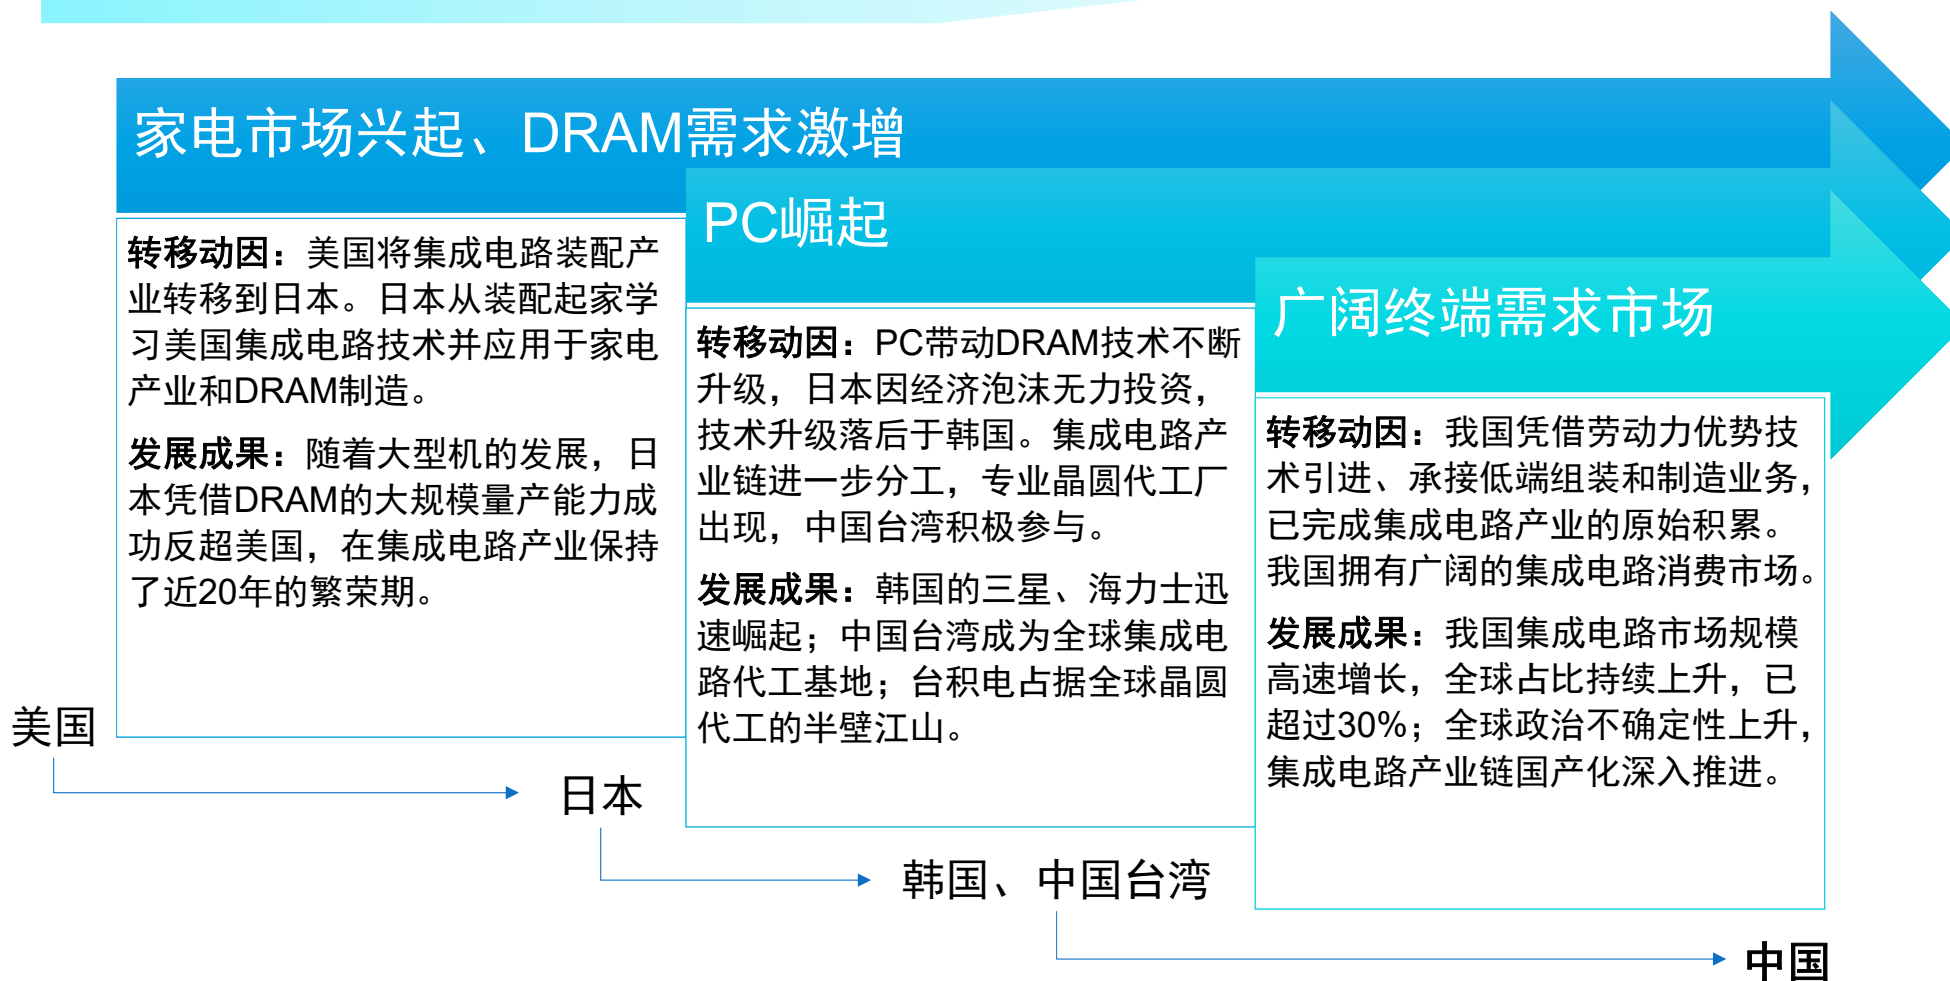 家电市场兴起、DRAM需求激增
转移动因：美国将集成电路装配产
业转移到日本。日本从装配起家学
习美国集成电路技术并应用于家电
产业和DRAM制造。
发展成果：随着大型机的发展，日
本凭借DRAM的大规模量产能力成
功反超美国，在集成电路产业保持
了近20年的繁荣期。
PC崛起
转移动因：PC带动DRAM技术不断
升级，日本因经济泡沫无力投资，
技术升级落后于韩国。集成电路产
业链进一步分工，专业晶圆代工厂
出现，中国台湾积极参与。
发展成果：韩国的三星、海力士迅
速崛起；中国台湾成为全球集成电
路代工基地；台积电占据全球晶圆
代工的半壁江山。
广阔终端需求市场
转移动因：我国凭借劳动力优势技
术引进、承接低端组装和制造业务，
已完成集成电路产业的原始积累。
我国拥有广阔的集成电路消费市场。
发展成果：我国集成电路市场规模
高速增长，全球占比持续上升，已
超过30%；全球政治不确定性上升，
集成电路产业链国产化深入推进。
美国
日本
韩国、中国台湾
中国